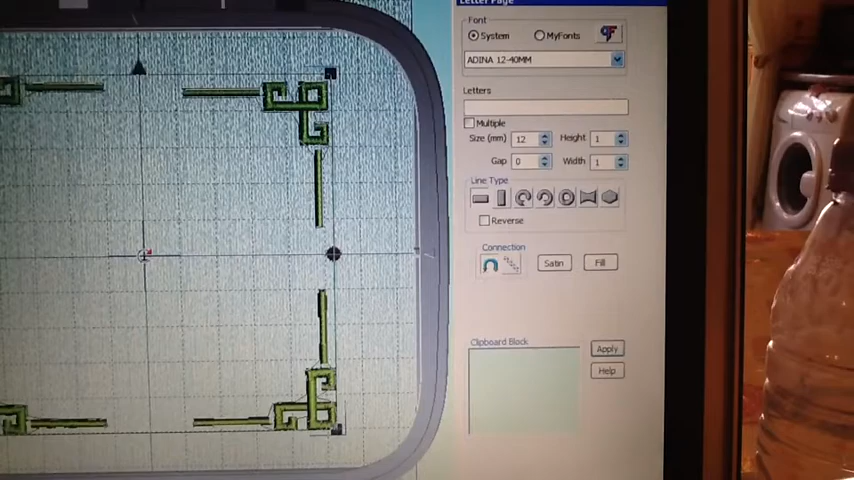 Letter Page
Font
System MyFonts
ADINA 12-40MM
Letters
Multiple
Size (mm) 12 Height 1
Gap 0 Width 1
Line Type
Reverse
Connection
Satin Fill
Clipboard Block
Apply
Help